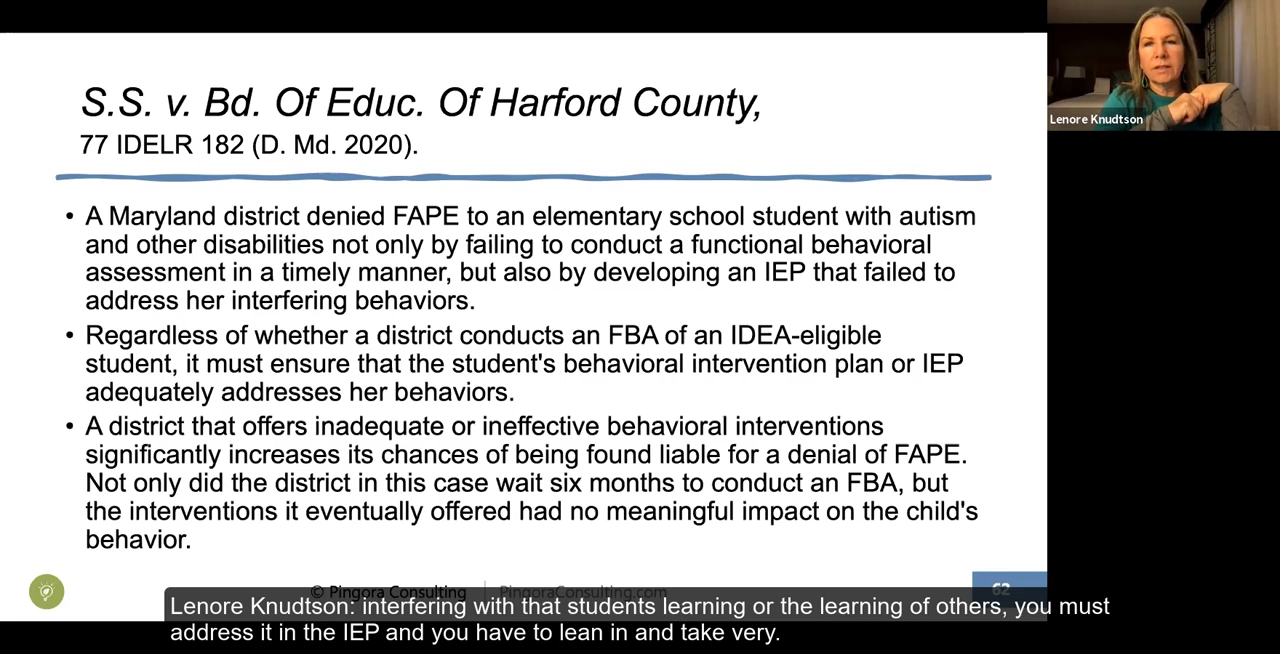 S.S. v. Bd. Of Educ. Of Harford County,
77 IDELR 182 (D. Md. 2020).
Lenore Knudtson
• A Maryland district denied FAPE to an elementary school student with autism
and other disabilities not only by failing to conduct a functional behavioral
assessment in a timely manner, but also by developing an IEP that failed to
address her interfering behaviors.
• Regardless of whether a district conducts an FBA of an IDEA-eligible
student, it must ensure that the student's behavioral intervention plan or IEP
adequately addresses her behaviors.
• A district that offers inadequate or ineffective behavioral interventions
significantly increases its chances of being found liable for a denial of FAPE.
Not only did the district in this case wait six months to conduct an FBA, but
the interventions it eventually offered had no meaningful impact on the child's
behavior.
© Pingora Consulting | PingoraConsulting.com
62
Lenore Knudtson: interfering with that students learning or the learning of others, you must
address it in the IEP and you have to lean in and take very.